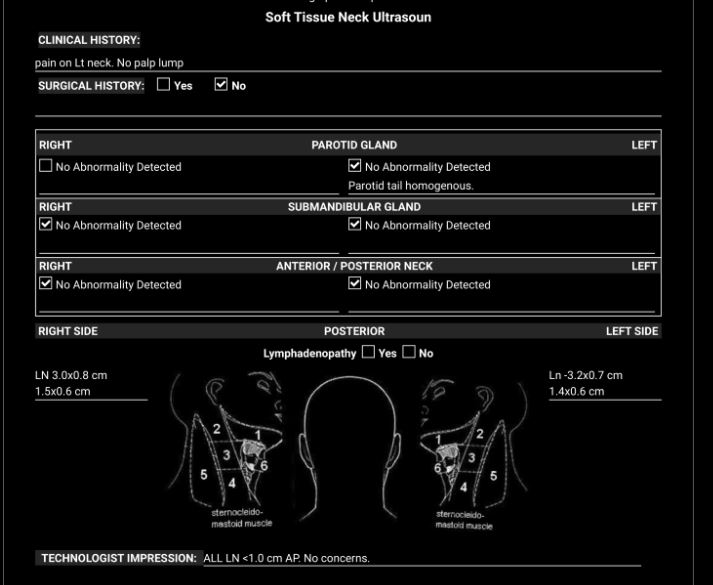 Soft Tissue Neck Ultrasoun
CLINICAL HISTORY:
pain on Lt neck. No palp lump
SURGICAL HISTORY: Yes No
RIGHT PAROTID GLAND LEFT
No Abnormality Detected No Abnormality Detected
Parotid tail homogenous.
RIGHT SUBMANDIBULAR GLAND LEFT
No Abnormality Detected No Abnormality Detected
RIGHT ANTERIOR / POSTERIOR NECK LEFT
No Abnormality Detected No Abnormality Detected
RIGHT SIDE POSTERIOR LEFT SIDE
Lymphadenopathy Yes No
LN 3.0x0.8 cm Ln -3.2x0.7 cm
1.5x0.6 cm 1.4x0.6 cm
2 1 1 2
3 3
6 6
5 4 4 5
sternocleido- sternocleido-
mastoid muscle mastoid muscle
TECHNOLOGIST IMPRESSION: ALL LN <1.0 cm AP. No concerns.